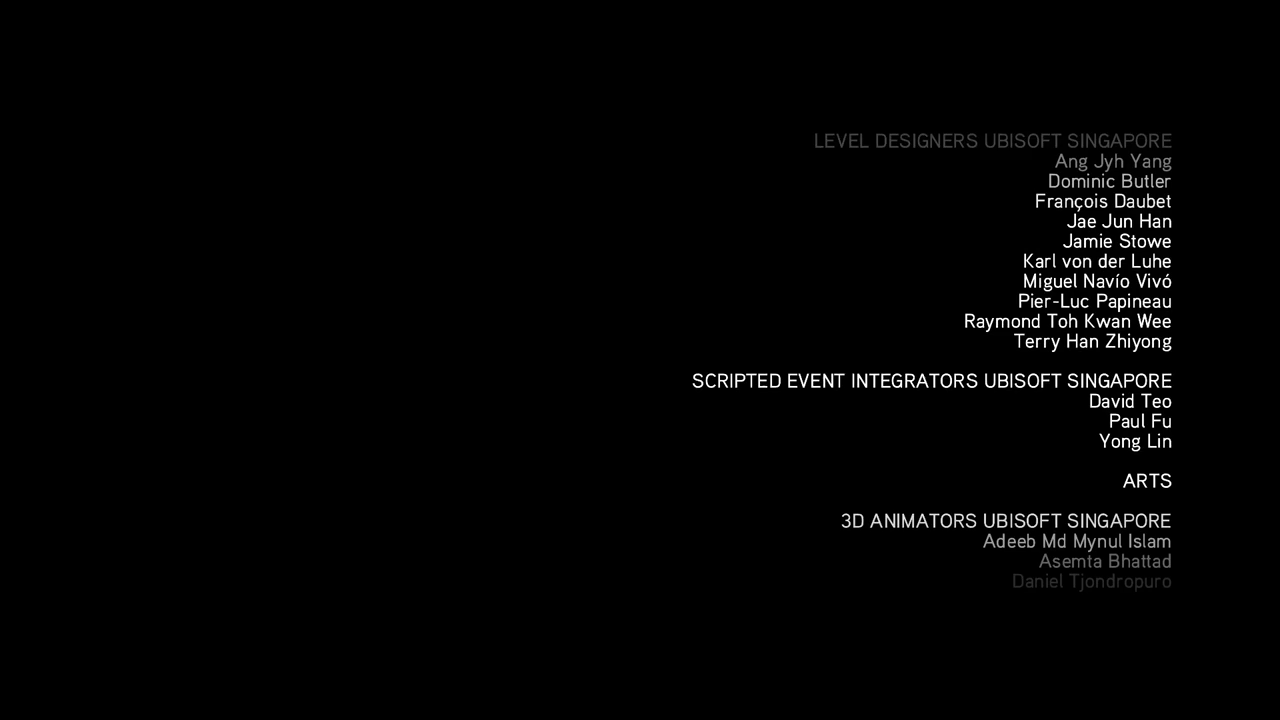 LEVEL DESIGNERS UBISOFT SINGAPORE
Ang Jyh Yang
Dominic Butler
François Daubet
Jae Jun Han
Jamie Stowe
Karl von der Luhe
Miguel Navío Vivó
Pier-Luc Papineau
Raymond Toh Kwan Wee
Terry Han Zhiyong
SCRIPTED EVENT INTEGRATORS UBISOFT SINGAPORE
David Teo
Paul Fu
Yong Lin
ARTS
3D ANIMATORS UBISOFT SINGAPORE
Adeeb Md Mynul Islam
Asemta Bhattad
Daniel Tjondropuro